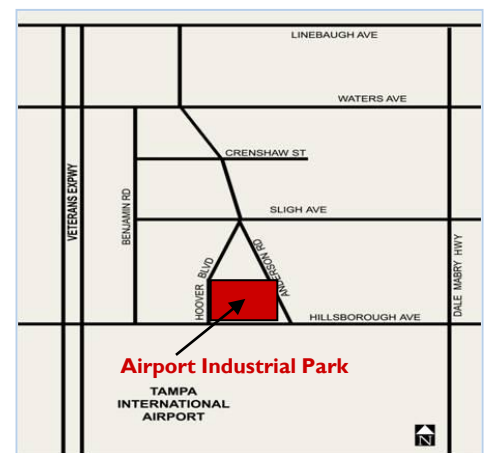 LINEBAUGH AVE
WATERS AVE
CRENSHAW ST
VETERANS EXPWY
BENJAMIN RD
SLIGH AVE
HOOVER BLVD
ANDERSON RD
DALE MABRY HWY
HILLSBOROUGH AVE
Airport Industrial Park
TAMPA
INTERNATIONAL
AIRPORT
N